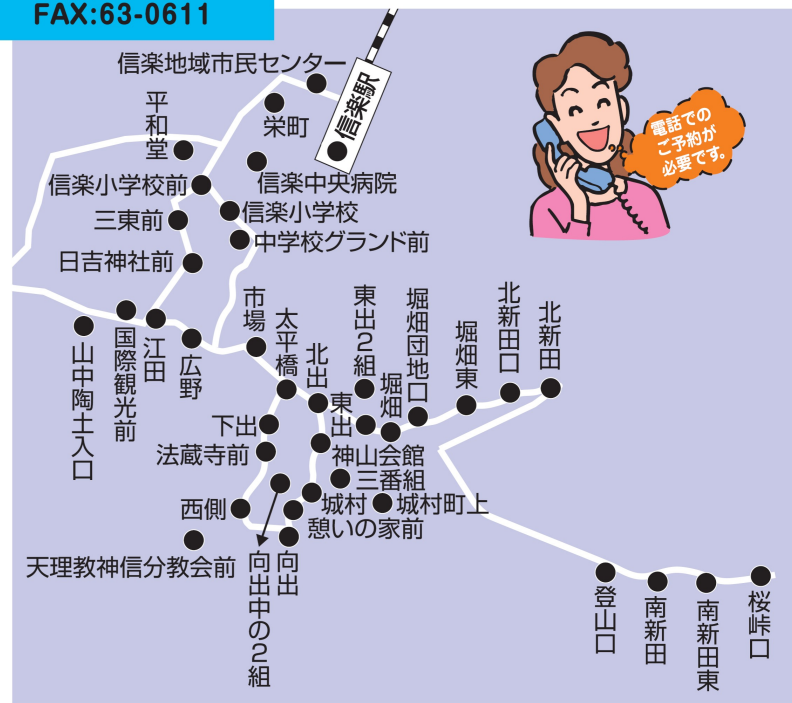 FAX:63-0611
信楽地域市民センター
信楽駅
栄町
平和堂
電話での
ご予約が
必要です。
信楽中央病院
信楽小学校前
信楽小学校
三東前
中学校グランド前
日吉神社前
山中陶土入口
国際観光前
江田
広野
市場
太平橋
北出
東出2組
東出
堀畑
堀畑団地口
堀畑東
北新田口
北新田
下出
法蔵寺前
神山会館
三番組
西側
城村
城村町上
憩いの家前
天理教神信分教会前
向出中の2組
向出
登山口
南新田
南新田東
桜峠口